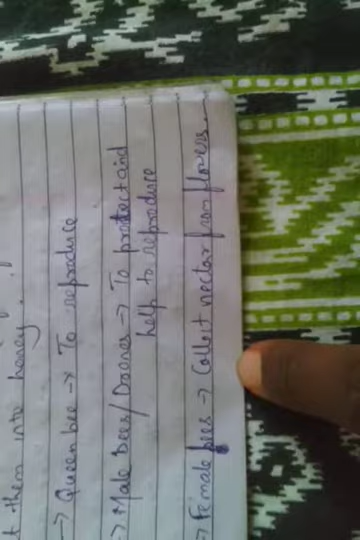 t them into honey.
→ Queen bee → To reproduce
→ Male bees/Drones → To protect and
help to reproduce
→ Female bees → Collect nectar from flowers.